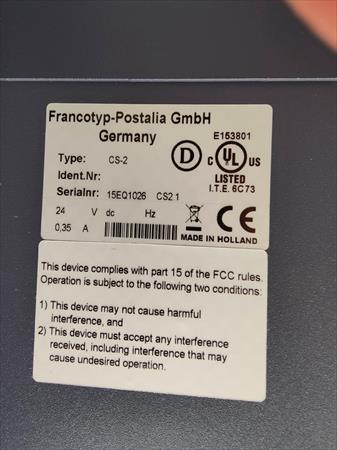 Francotyp-Postalia GmbH
Germany
E153801
Type: CS-2
D
C UL US
Ident.Nr:
LISTED
Serialnr: 15EQ1026 CS2.1
I.T.E. 6C73
24 V dc Hz
0,35 A
CE
MADE IN HOLLAND
This device complies with part 15 of the FCC rules.
Operation is subject to the following two conditions:
1) This device may not cause harmful
interference, and
2) This device must accept any interference
received, including interference that may
cause undesired operation.